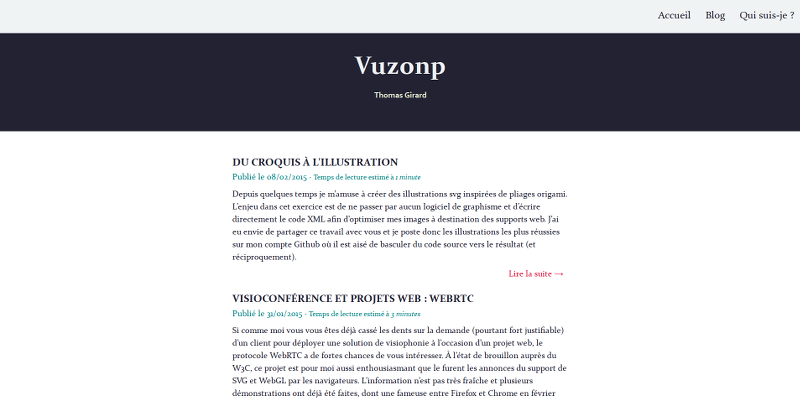 Accueil Blog Qui suis-je ?
Vuzonp
Thomas Girard
DU CROQUIS À L'ILLUSTRATION
Publié le 08/02/2015 - Temps de lecture estimé à 1 minute
Depuis quelques temps je m'amuse à créer des illustrations svg inspirées de pliages origami.
L'enjeu dans cet exercice est de ne passer par aucun logiciel de graphisme et d'écrire
directement le code XML afin d'optimiser mes images à destination des supports web. J'ai
eu envie de partager ce travail avec vous et je poste donc les illustrations les plus réussies
sur mon compte Github où il est aisé de basculer du code source vers le résultat (et
réciproquement).
Lire la suite →
VISIOCONFÉRENCE ET PROJETS WEB : WEBRTC
Publié le 31/01/2015 - Temps de lecture estimé à 3 minutes
Si comme moi vous vous êtes déjà cassé les dents sur la demande (pourtant fort justifiable)
d'un client pour déployer une solution de visiophonie à l'occasion d'un projet web, le
protocole WebRTC a de fortes chances de vous intéresser. À l'état de brouillon auprès du
W3C, ce projet est pour moi aussi enthousiasmant que le furent les annonces du support de
SVG et WebGL par les navigateurs. L'information n'est pas très fraîche et plusieurs
démonstrations ont déjà été faites, dont une fameuse entre Firefox et Chrome en février